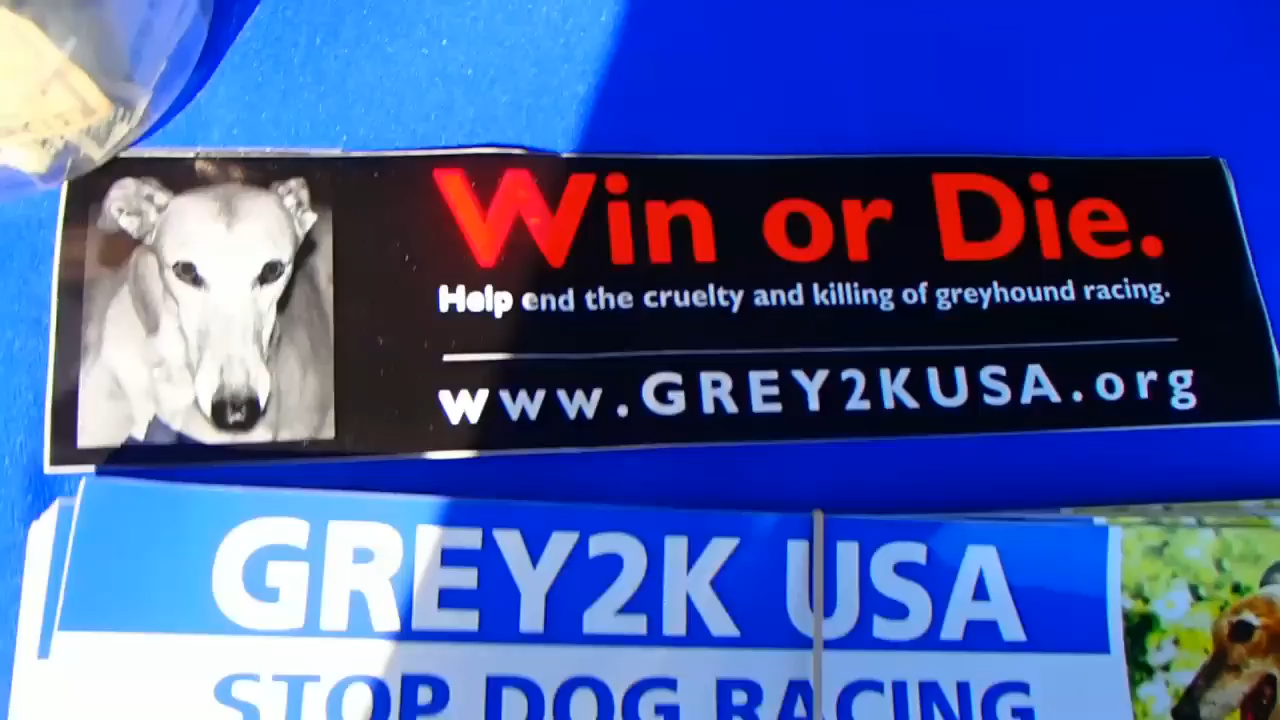 Win or Die.
Help end the cruelty and killing of greyhound racing.
www.GREY2KUSA.org
GREY2K USA
STOP DOG RACING